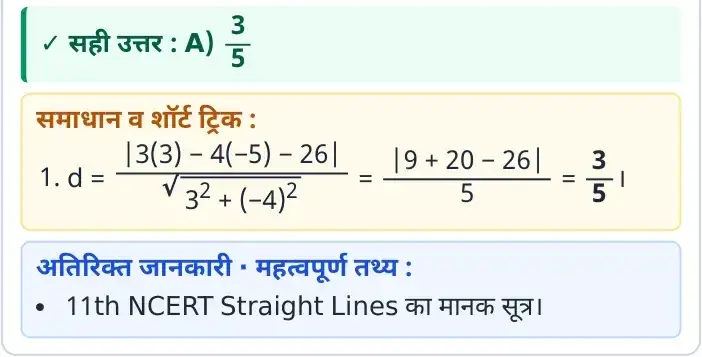 ✓ सही उत्तर : A) 3/5
समाधान व शॉर्ट ट्रिक :
1. d = |3(3) − 4(−5) − 26| / √(3² + (−4)²) = |9 + 20 − 26| / 5 = 3/5 ।
अतिरिक्त जानकारी · महत्वपूर्ण तथ्य :
• 11th NCERT Straight Lines का मानक सूत्र।